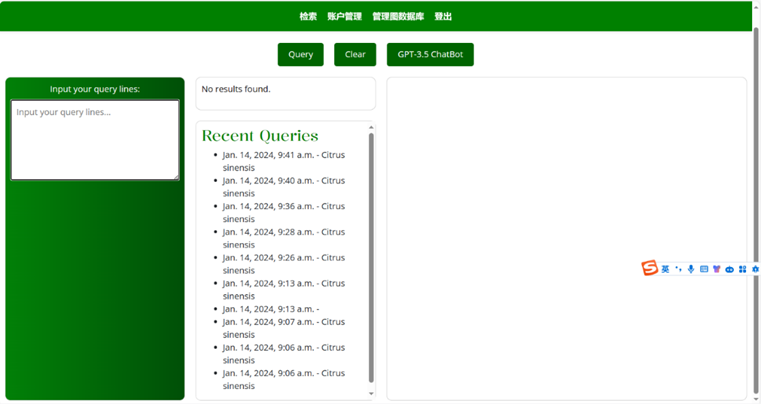 检索 账户管理 管理图数据库 登出
Query Clear GPT-3.5 ChatBot
Input your query lines:
Input your query lines...
No results found.
Recent Queries
Jan. 14, 2024, 9:41 a.m. - Citrus
sinensis
Jan. 14, 2024, 9:40 a.m. - Citrus
sinensis
Jan. 14, 2024, 9:36 a.m. - Citrus
sinensis
Jan. 14, 2024, 9:28 a.m. - Citrus
sinensis
Jan. 14, 2024, 9:26 a.m. - Citrus
sinensis
Jan. 14, 2024, 9:13 a.m. - Citrus
sinensis
Jan. 14, 2024, 9:13 a.m. -
Jan. 14, 2024, 9:07 a.m. - Citrus
sinensis
Jan. 14, 2024, 9:06 a.m. - Citrus
sinensis
Jan. 14, 2024, 9:06 a.m. - Citrus
sinensis
S 英